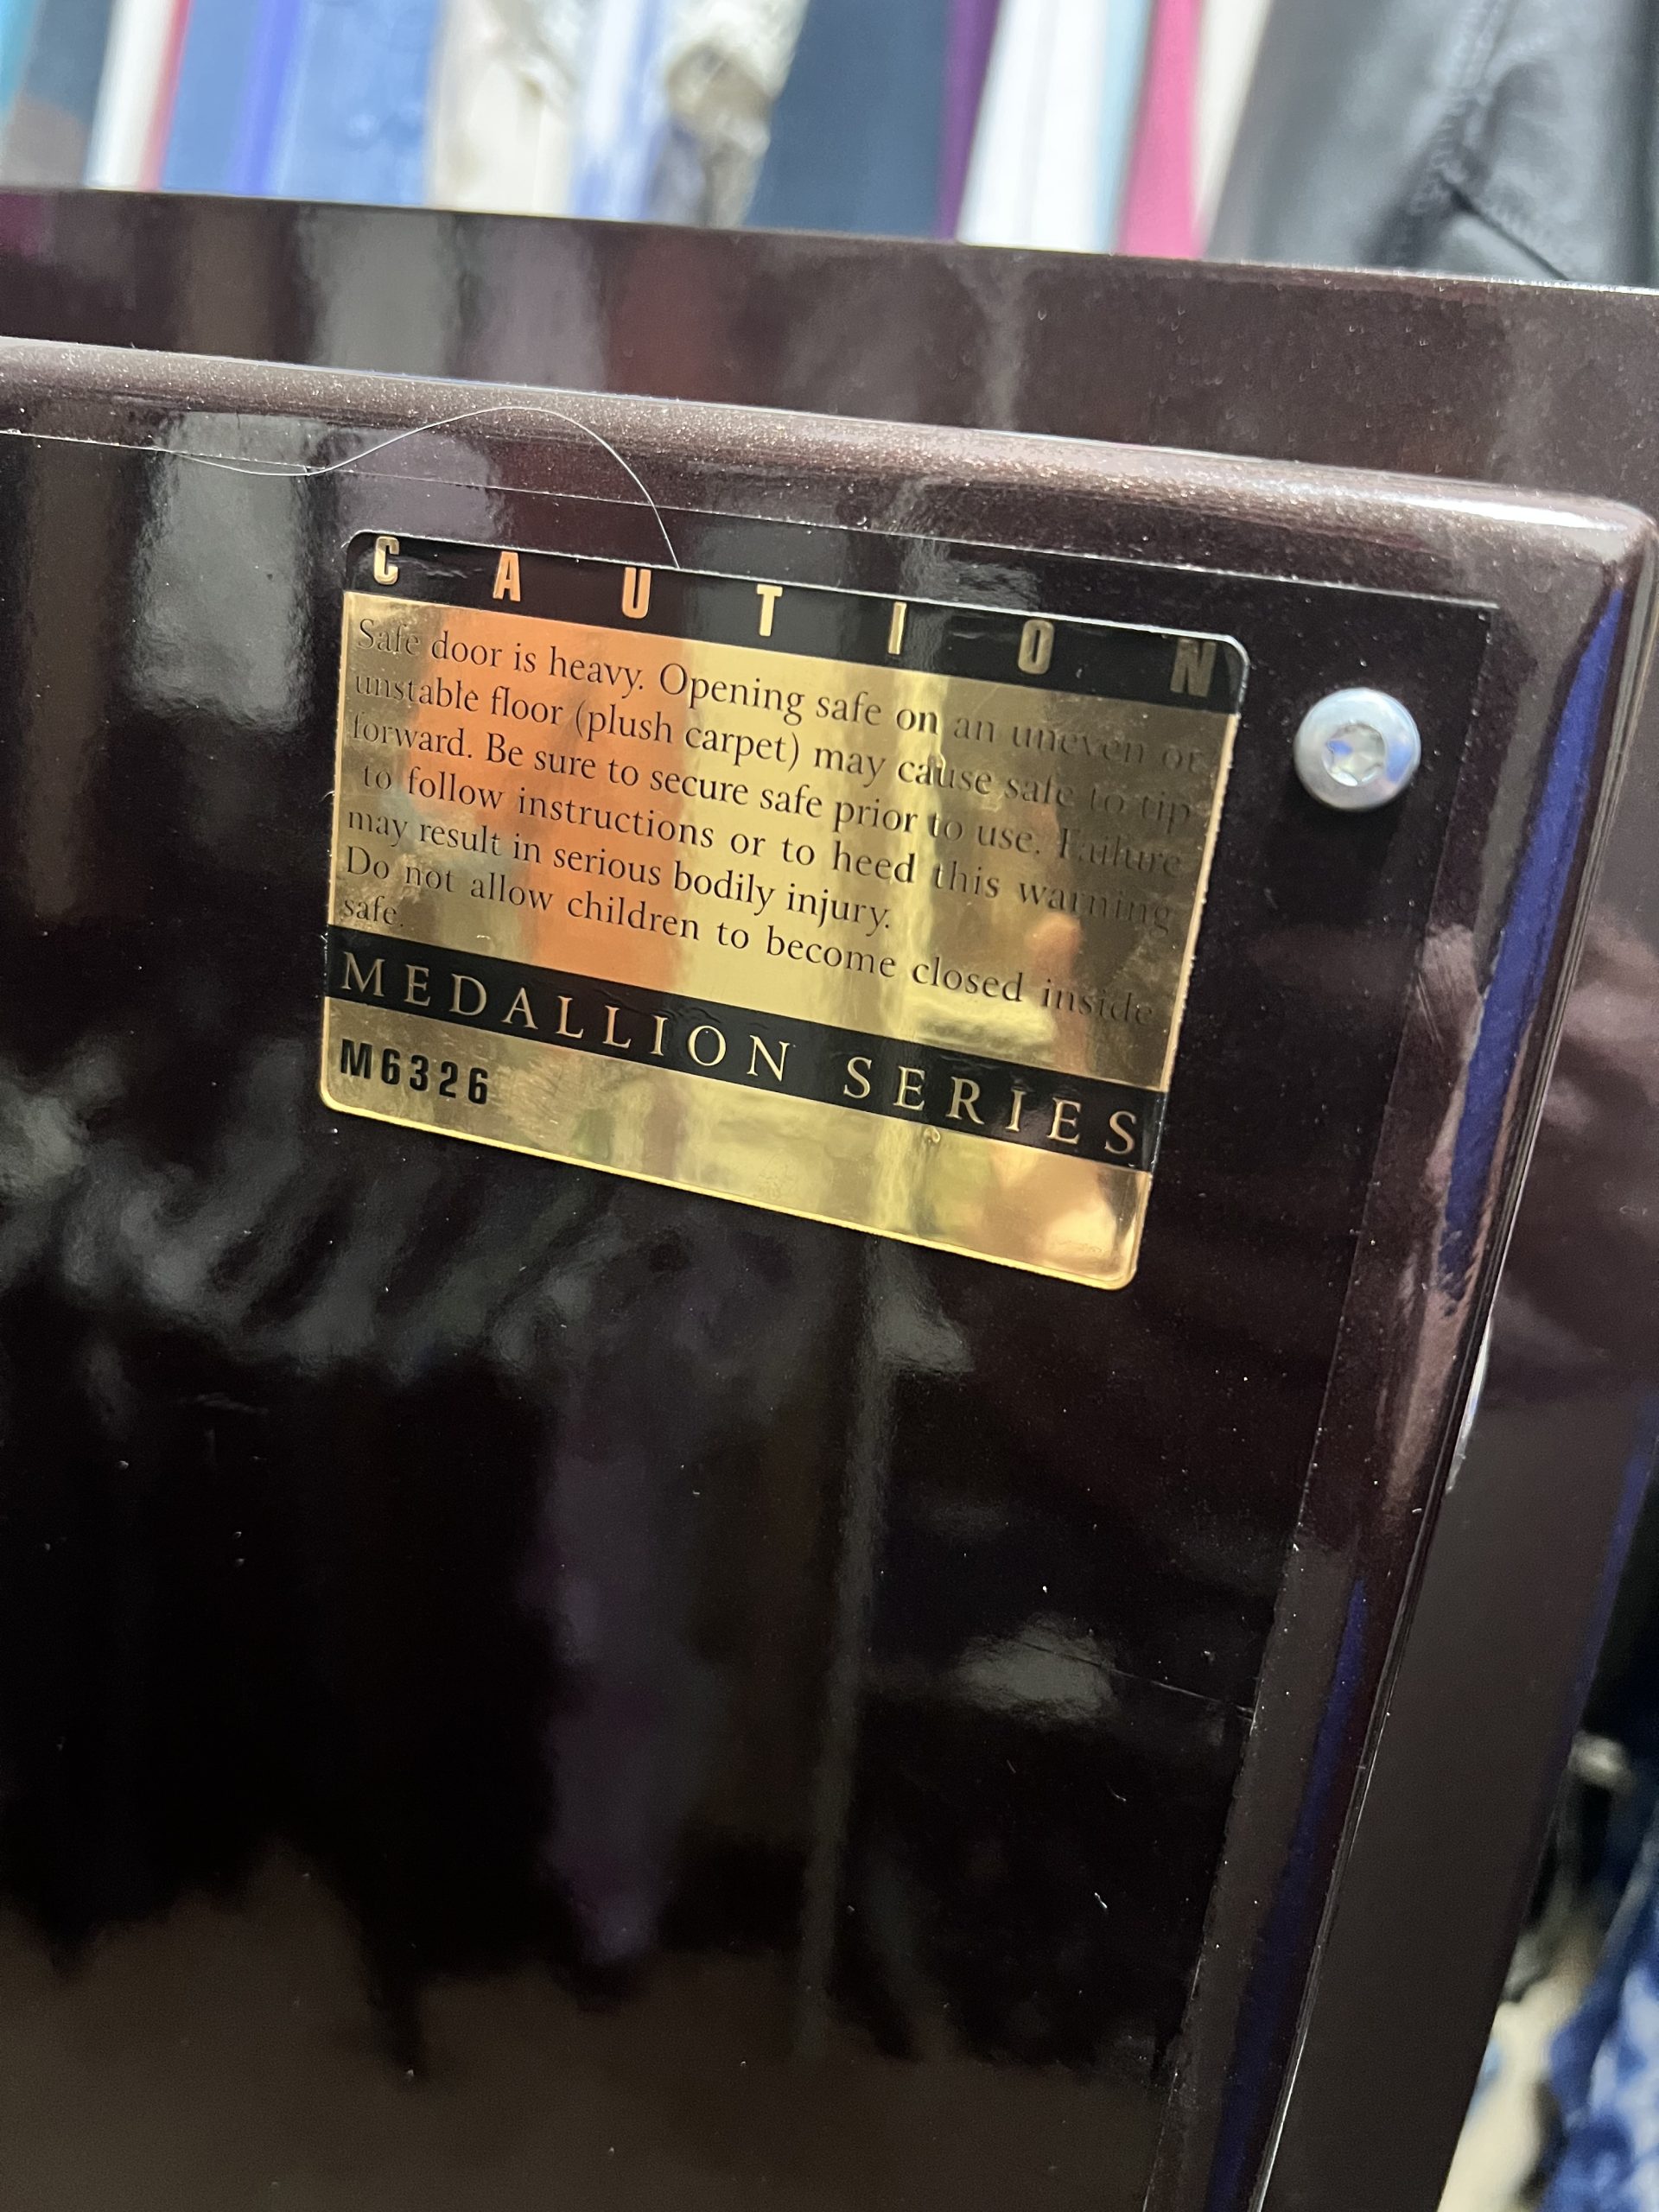 CAUTION
Safe door is heavy. Opening safe on an uneven or
unstable floor (plush carpet) may cause safe to tip
forward. Be sure to secure safe prior to use. Failure
to follow instructions or to heed this warning
may result in serious bodily injury.
Do not allow children to become closed inside
safe.
MEDALLION SERIES
M6326